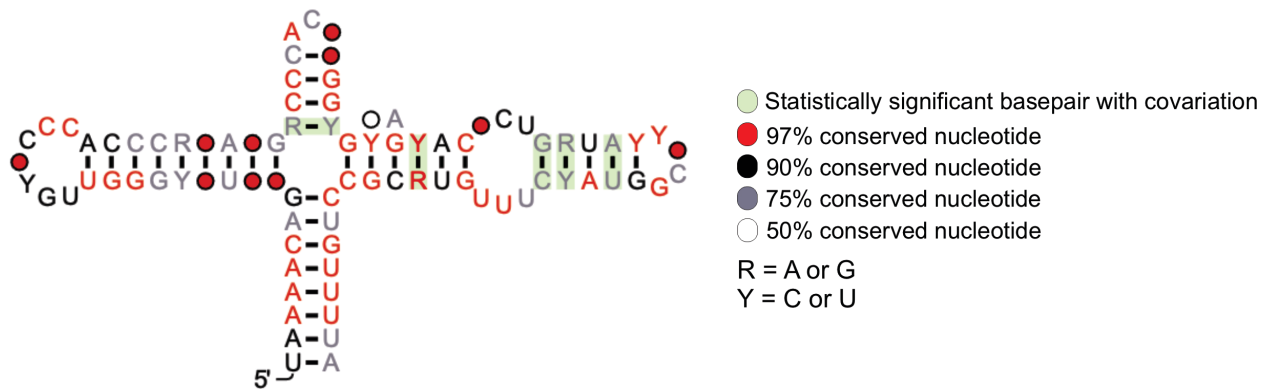 C
A
C
C G
C G
R Y A C U
C C C A C C C R A G G Y G Y A C G R U A Y Y
Y G U U G G G Y U C G C R U G U U U C Y A U G G C
G C
A U
C G
A U
A U
A U
A U
5' U A
Statistically significant basepair with covariation
97% conserved nucleotide
90% conserved nucleotide
75% conserved nucleotide
50% conserved nucleotide
R = A or G
Y = C or U